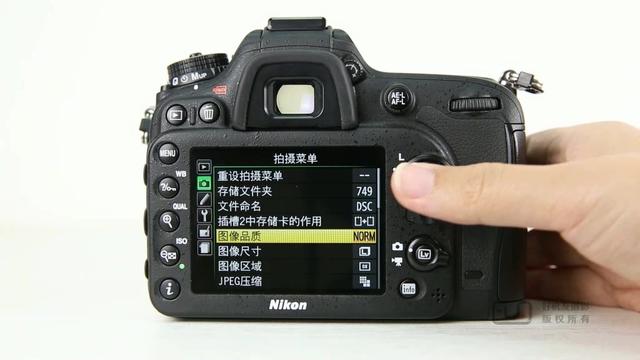 MUP
AE-L
AF-L
MENU
WB
QUAL
ISO
L
拍摄菜单
重设拍摄菜单 --
存储文件夹 749
文件命名 DSC
插槽2中存储卡的作用
图像品质 NORM
图像尺寸
图像区域 DX
JPEG压缩
Lv
info
i
Nikon
版权所有